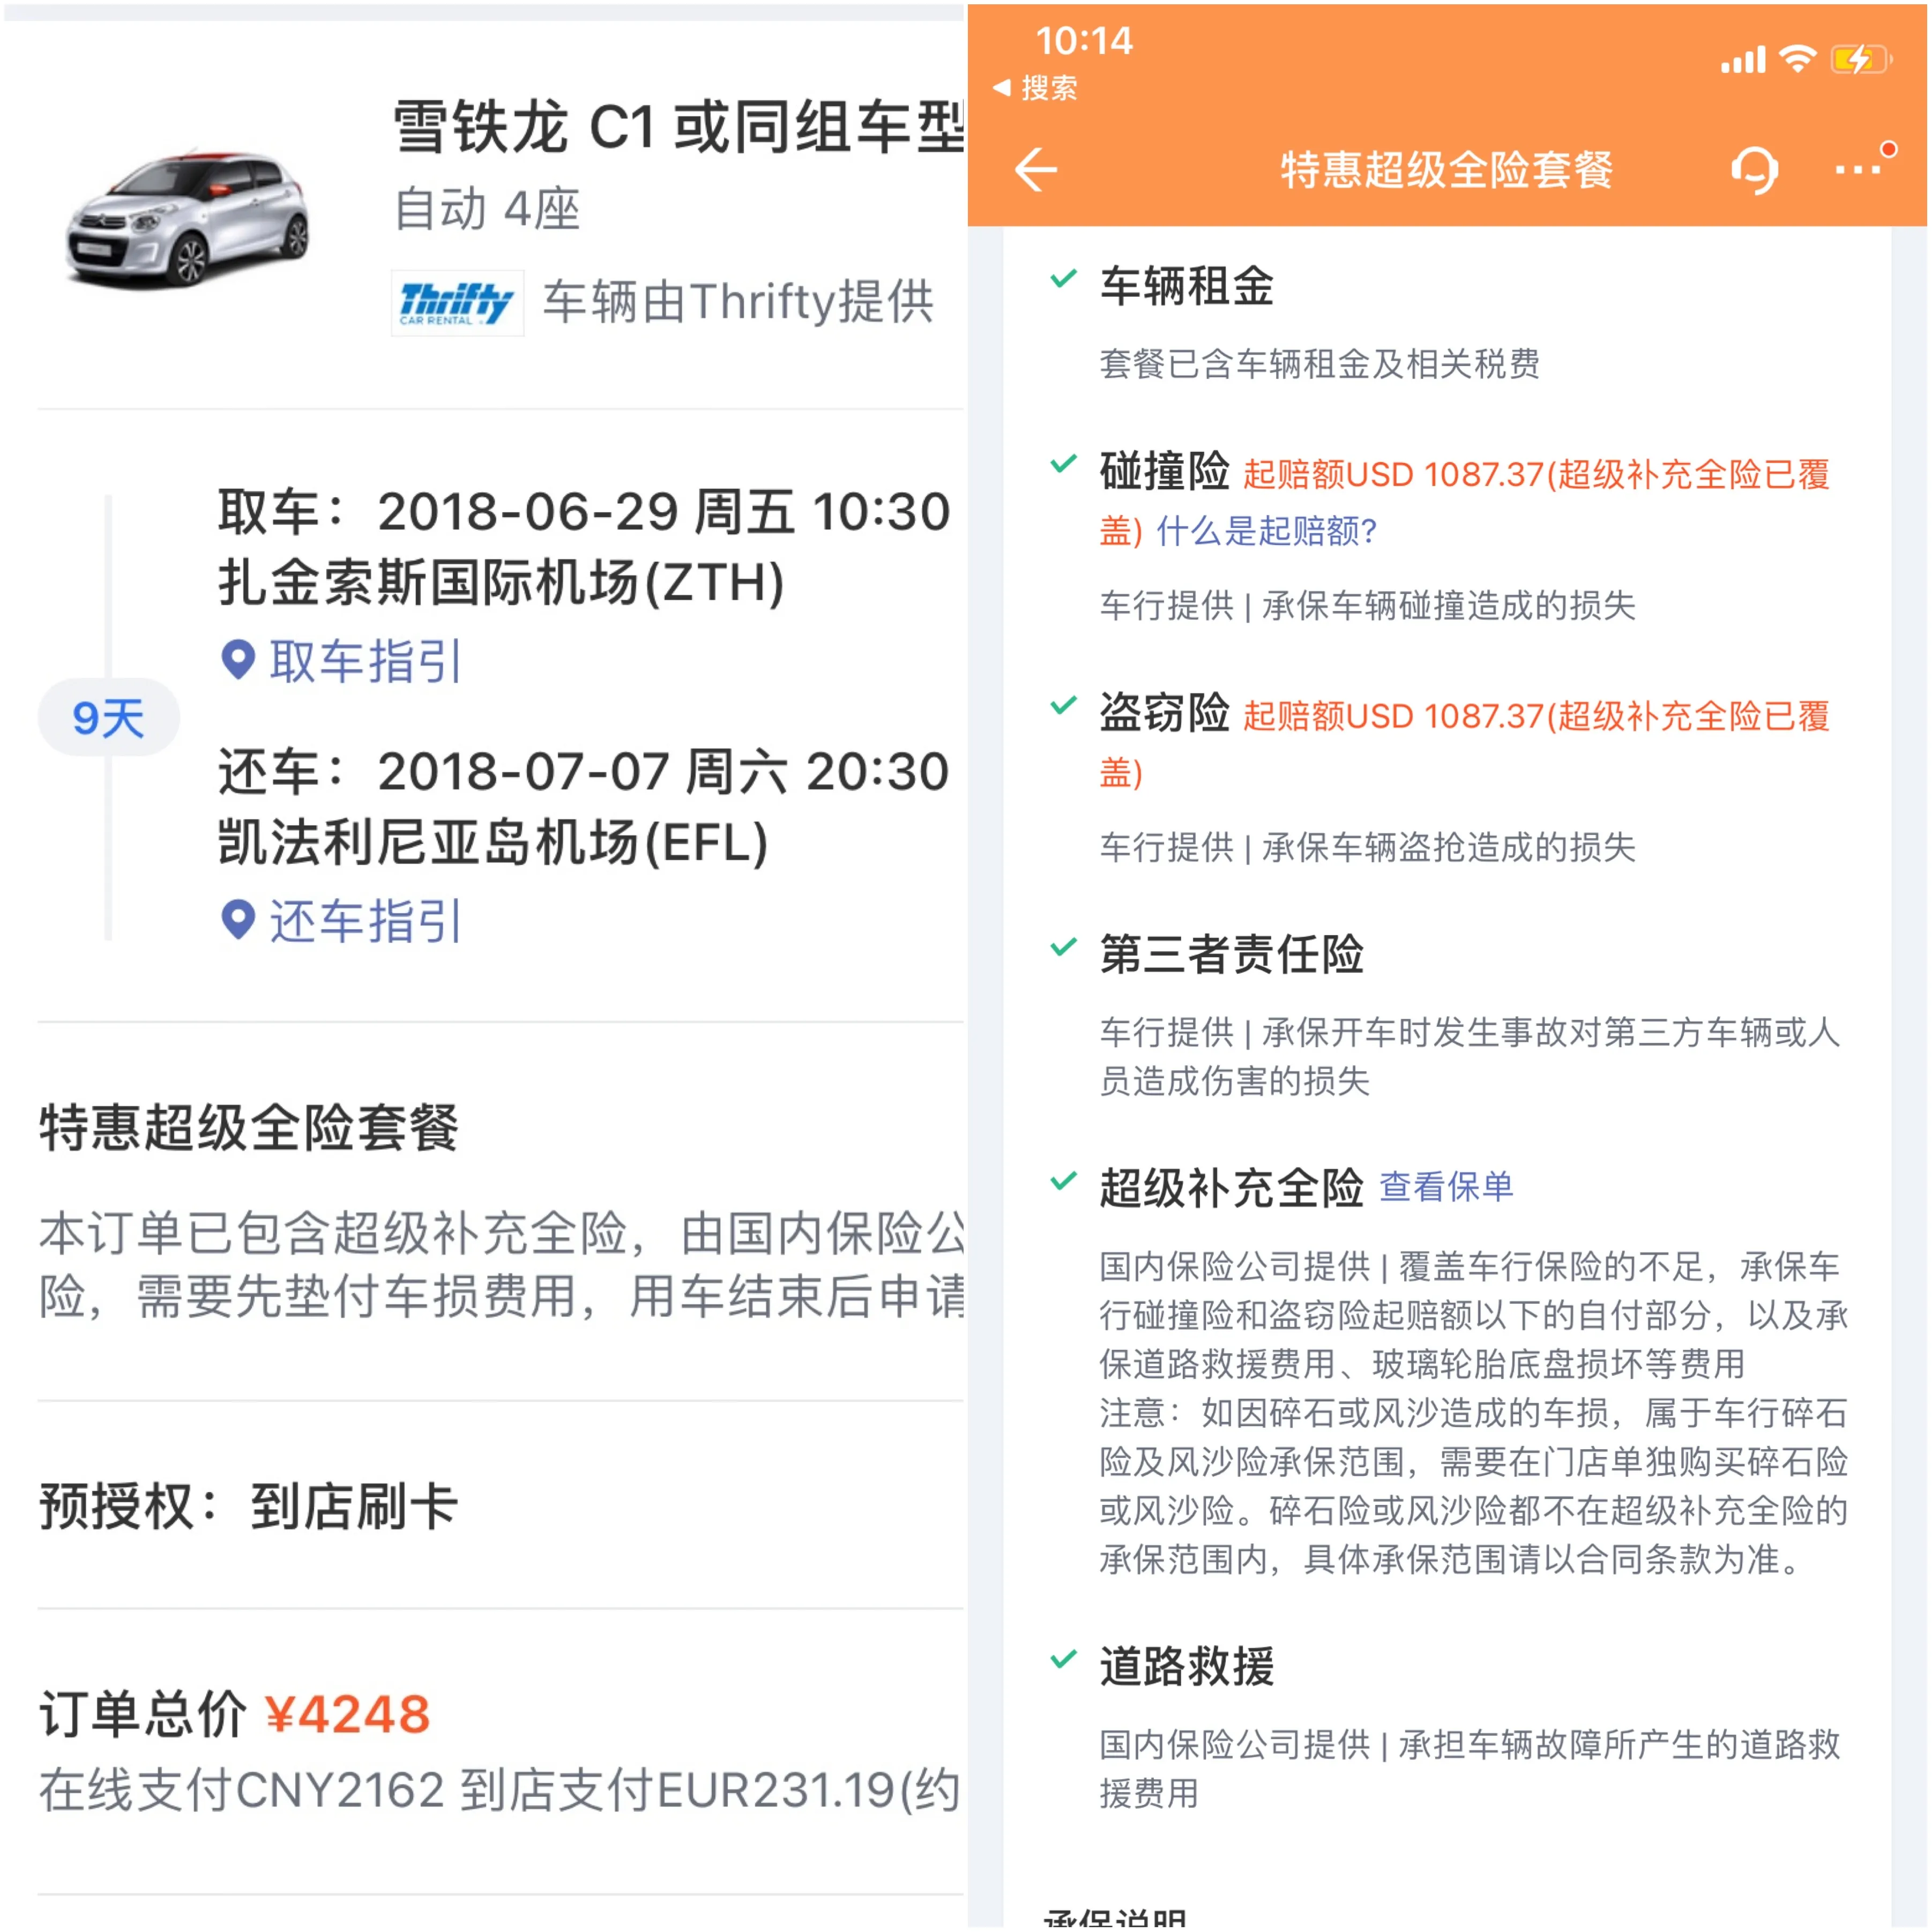 雪铁龙 C1 或同组车型
自动 4座
Thrifty
CAR RENTAL
车辆由Thrifty提供
取车： 2018-06-29 周五 10:30
扎金索斯国际机场(ZTH)
取车指引
9天
还车： 2018-07-07 周六 20:30
凯法利尼亚岛机场(EFL)
还车指引
特惠超级全险套餐
本订单已包含超级补充全险，由国内保险公
险，需要先垫付车损费用，用车结束后申请
预授权：到店刷卡
订单总价 ¥4248
在线支付CNY2162 到店支付EUR231.19(约
10:14
搜索
特惠超级全险套餐
车辆租金
套餐已含车辆租金及相关税费
碰撞险 起赔额USD 1087.37(超级补充全险已覆
盖) 什么是起赔额?
车行提供 | 承保车辆碰撞造成的损失
盗窃险 起赔额USD 1087.37(超级补充全险已覆
盖)
车行提供 | 承保车辆盗抢造成的损失
第三者责任险
车行提供 | 承保开车时发生事故对第三方车辆或人
员造成伤害的损失
超级补充全险 查看保单
国内保险公司提供 | 覆盖车行保险的不足，承保车
行碰撞险和盗窃险起赔额以下的自付部分，以及承
保道路救援费用、玻璃轮胎底盘损坏等费用
注意：如因碎石或风沙造成的车损，属于车行碎石
险及风沙险承保范围，需要在门店单独购买碎石险
或风沙险。碎石险或风沙险都不在超级补充全险的
承保范围内，具体承保范围请以合同条款为准。
道路救援
国内保险公司提供 | 承担车辆故障所产生的道路救
援费用
承保说明